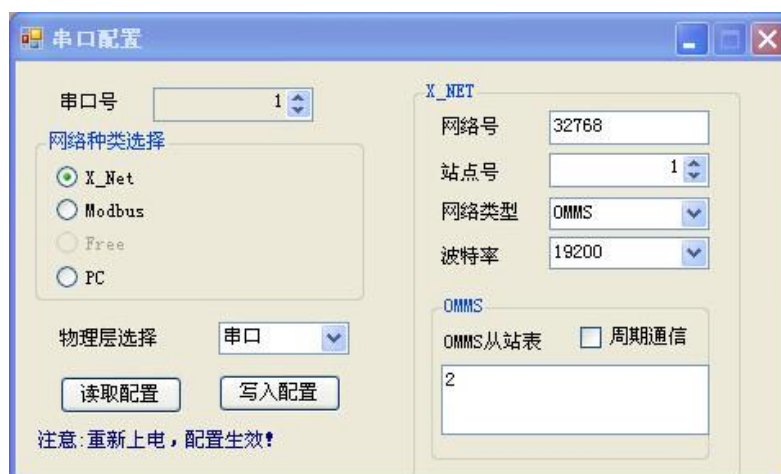 串口配置
串口号 1
网络种类选择
X_Net
Modbus
Free
PC
物理层选择 串口
读取配置 写入配置
注意:重新上电，配置生效!
X_NET
网络号 32768
站点号 1
网络类型 OMMS
波特率 19200
OMMS
OMMS从站表 周期通信
2